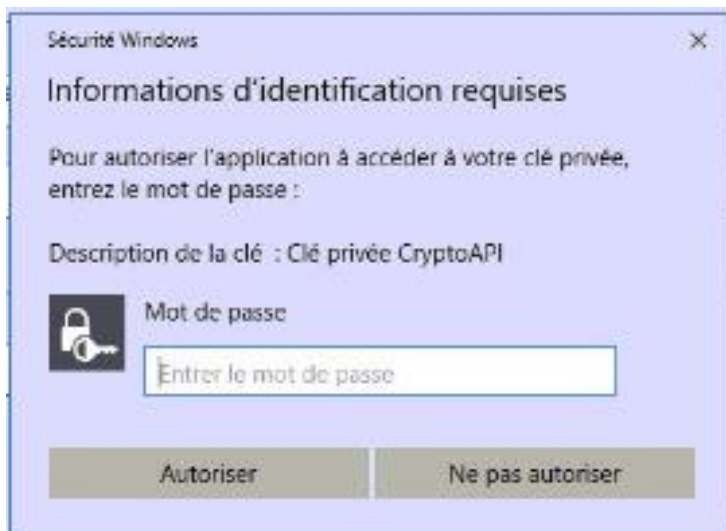 Sécurité Windows
Informations d'identification requises
Pour autoriser l'application à accéder à votre clé privée,
entrez le mot de passe :
Description de la clé : Clé privée CryptoAPI
Mot de passe
Entrer le mot de passe
Autoriser
Ne pas autoriser